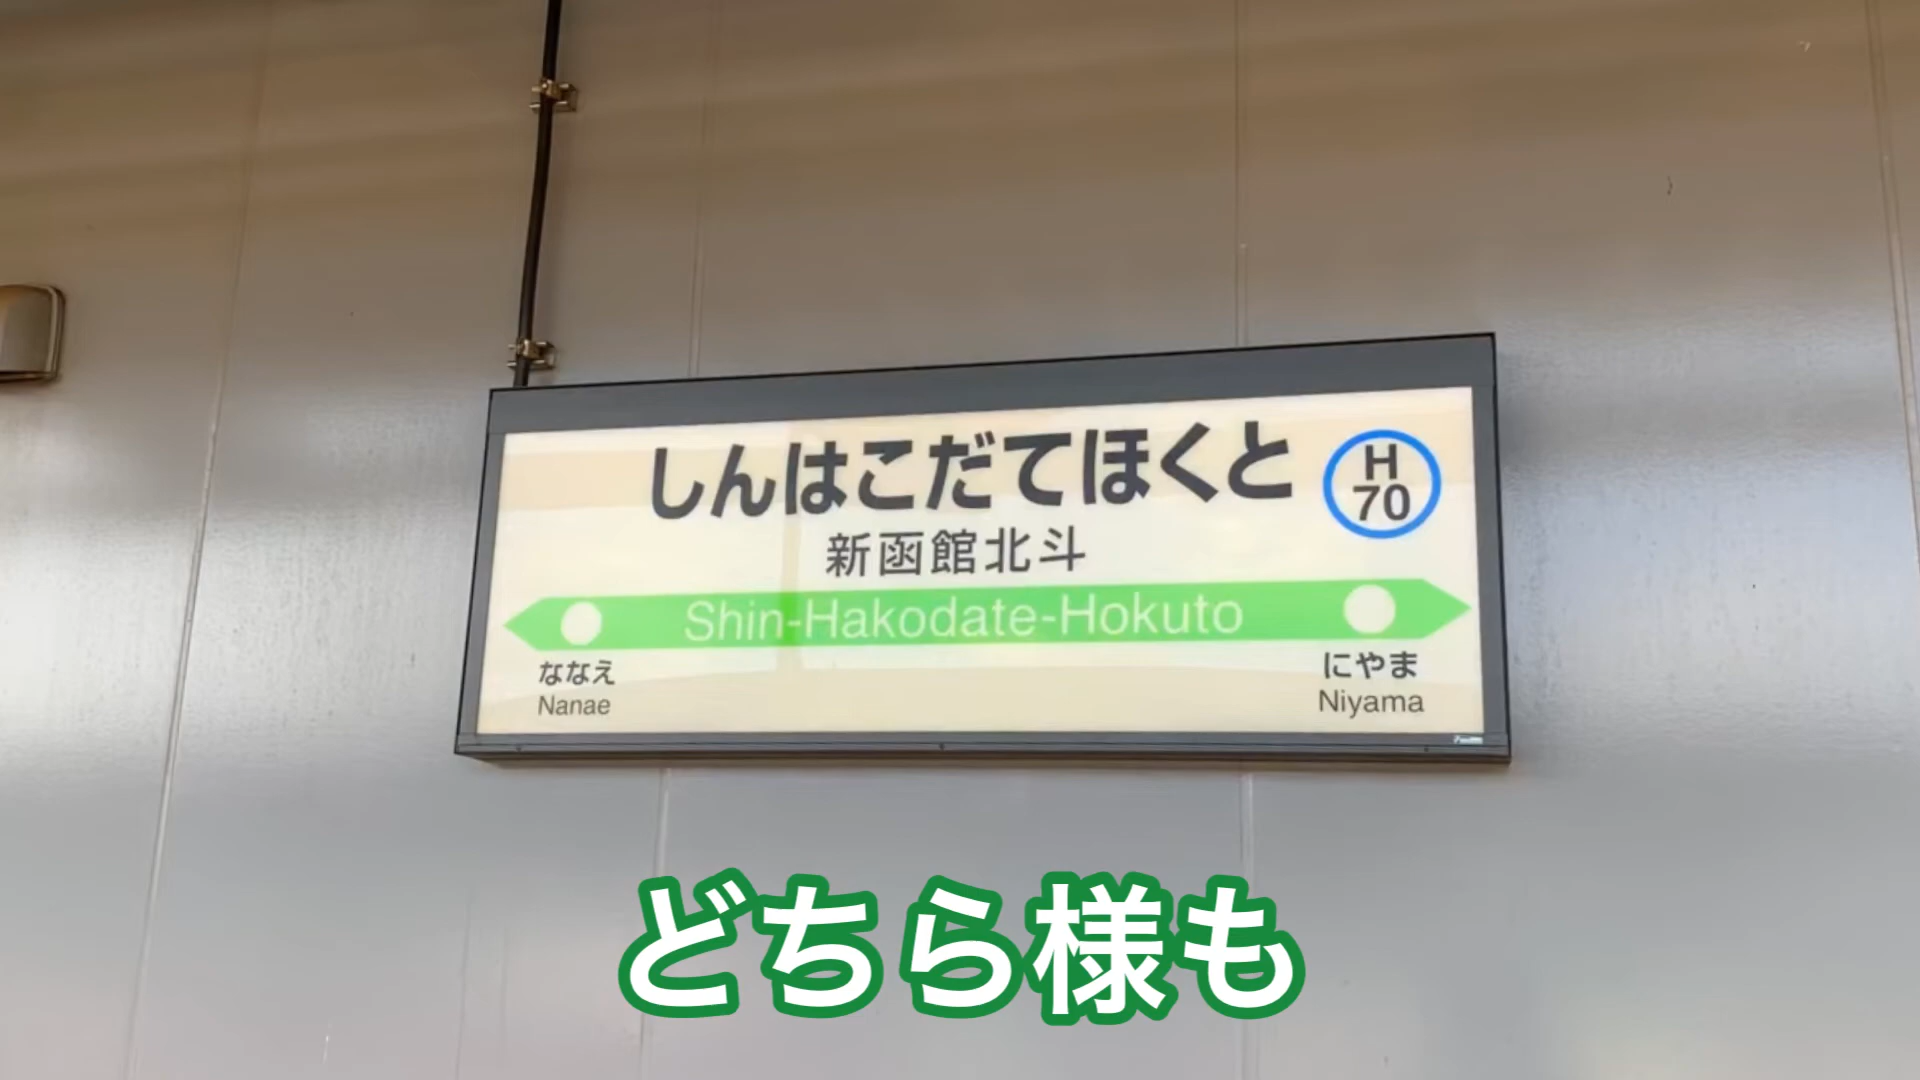 しんはこだてほくと
H
70
新函館北斗
Shin-Hakodate-Hokuto
ななえ
Nanae
にやま
Niyama
どちら様も